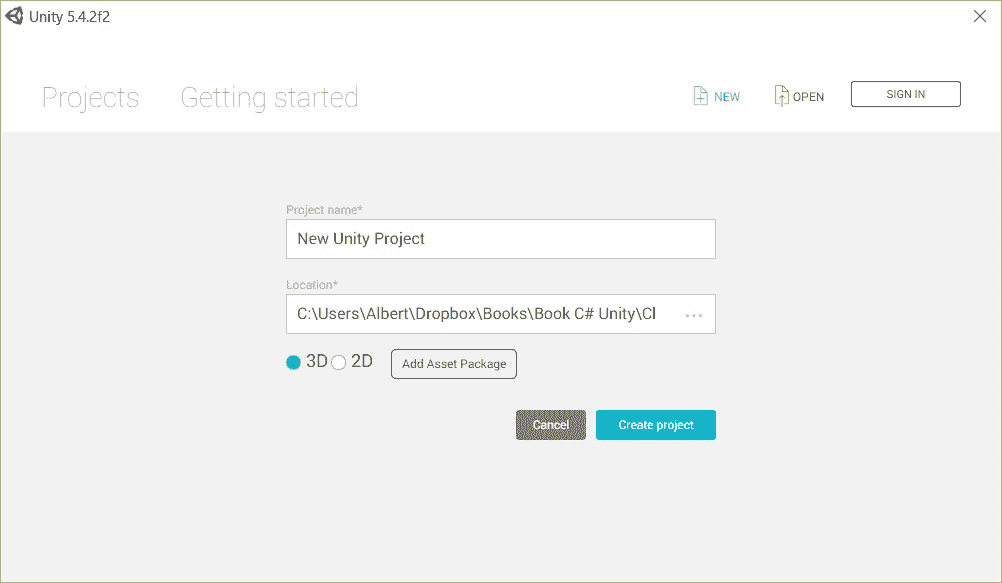 Unity 5.4.2f2
Projects Getting started NEW OPEN SIGN IN
Project name*
New Unity Project
Location*
C:\Users\Albert\Dropbox\Books\Book C# Unity\Cl ...
3D 2D Add Asset Package
Cancel Create project